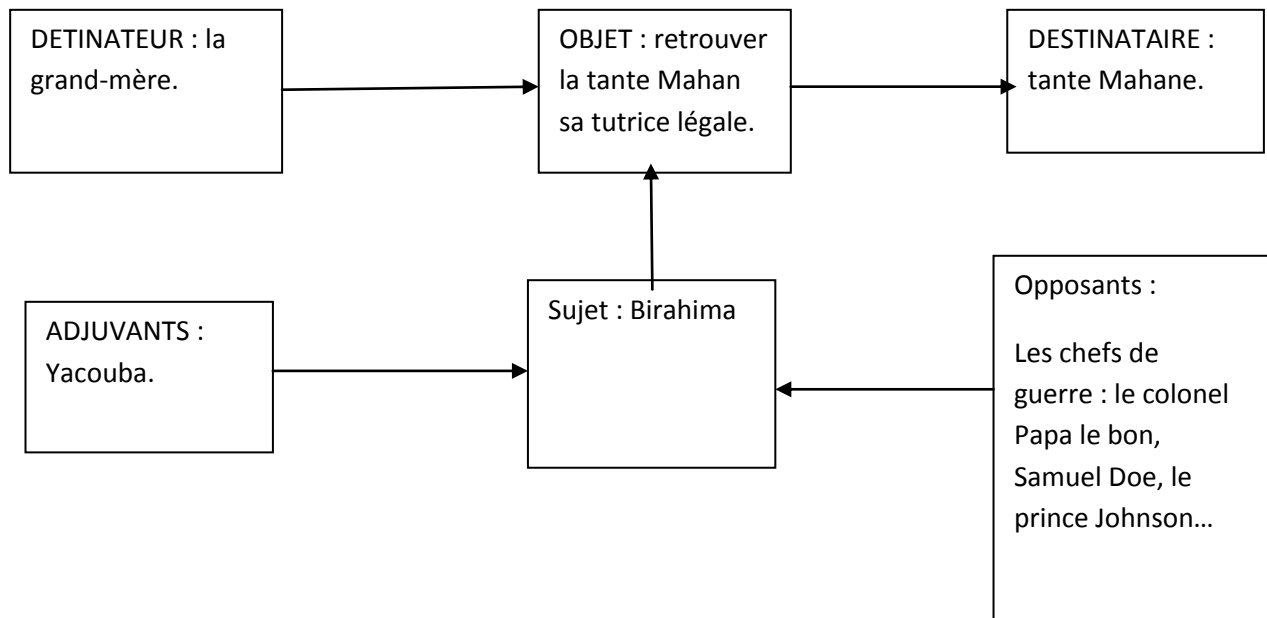 DETINATEUR : la
grand-mère.
OBJET : retrouver
la tante Mahan
sa tutrice légale.
DESTINATAIRE :
tante Mahane.
ADJUVANTS :
Yacouba.
Sujet : Birahima
Opposants :
Les chefs de
guerre : le colonel
Papa le bon,
Samuel Doe, le
prince Johnson…